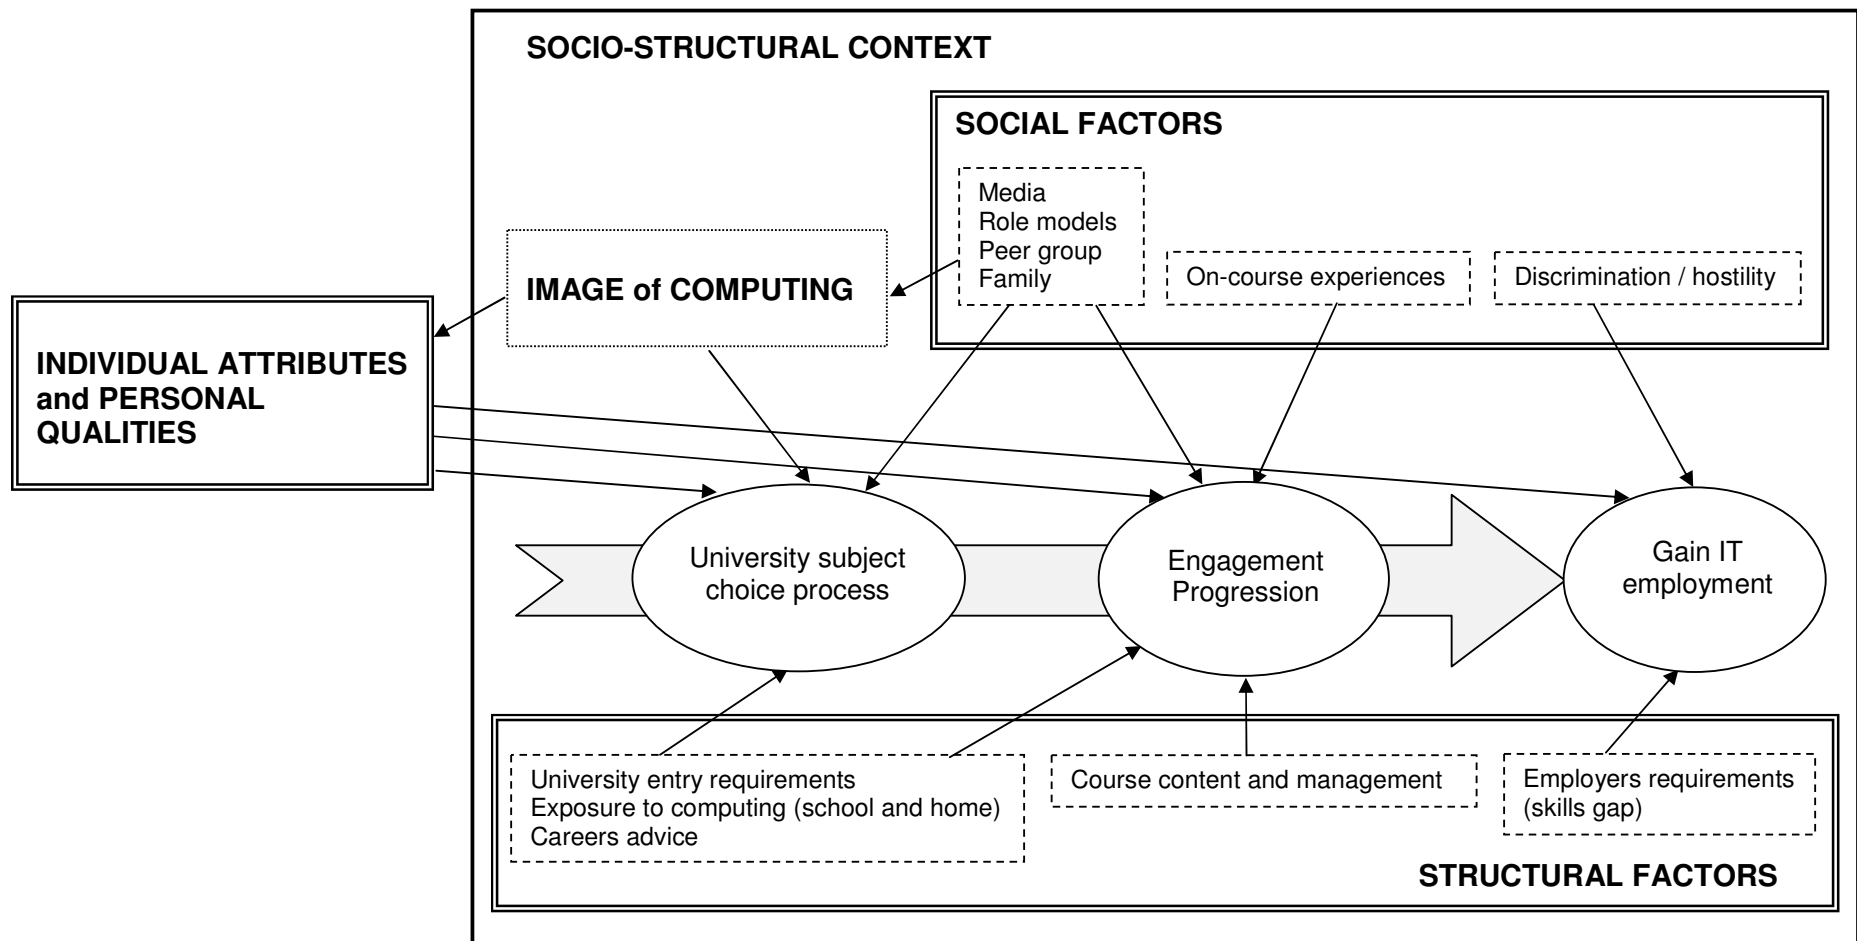 SOCIO-STRUCTURAL CONTEXT
SOCIAL FACTORS
Media
Role models
Peer group
Family
On-course experiences
Discrimination / hostility
IMAGE of COMPUTING
INDIVIDUAL ATTRIBUTES
and PERSONAL
QUALITIES
University subject
choice process
Engagement
Progression
Gain IT
employment
University entry requirements
Exposure to computing (school and home)
Careers advice
Course content and management
Employers requirements
(skills gap)
STRUCTURAL FACTORS